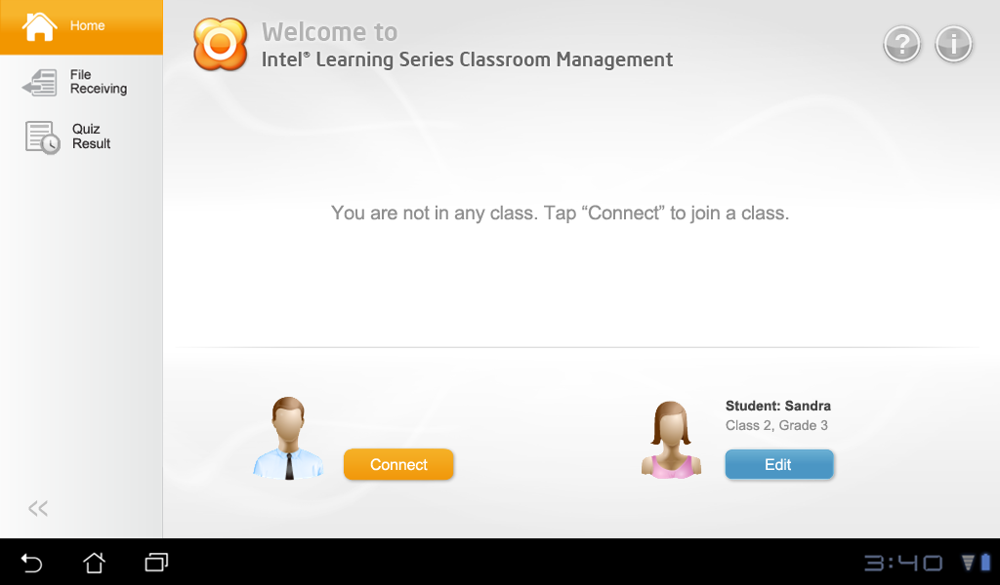 Home
File
Receiving
Quiz
Result
Welcome to
Intel® Learning Series Classroom Management
?
i
You are not in any class. Tap “Connect” to join a class.
Connect
Student: Sandra
Class 2, Grade 3
Edit
3:40